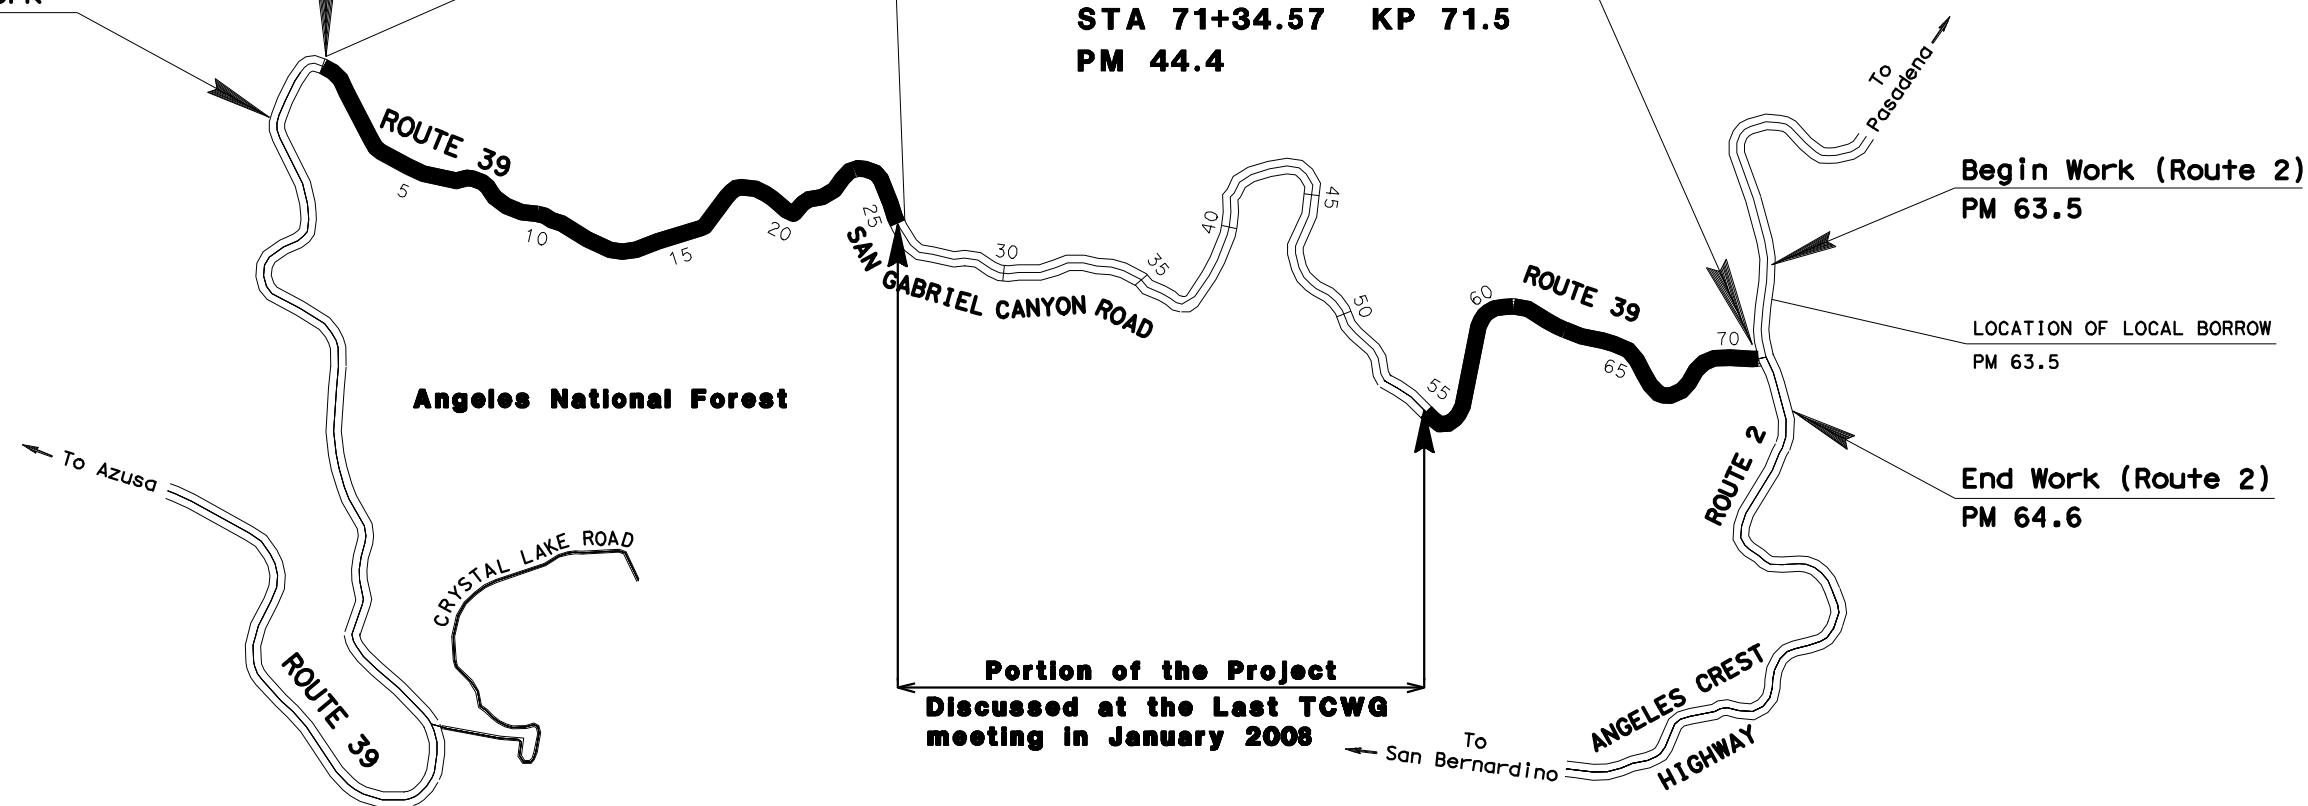 STA 71+34.57 KP 71.5
PM 44.4
To
Pasadena
ROUTE 39
Begin Work (Route 2)
PM 63.5
5
10
15
20
25
30
35
40
45
50
55
60
65
70
SAN GABRIEL CANYON ROAD
ROUTE 39
LOCATION OF LOCAL BORROW
PM 63.5
Angeles National Forest
To Azusa
ROUTE 2
End Work (Route 2)
PM 64.6
CRYSTAL LAKE ROAD
ROUTE 39
Portion of the Project
Discussed at the Last TCWG
meeting in January 2008
ANGELES CREST
HIGHWAY
To
San Bernardino